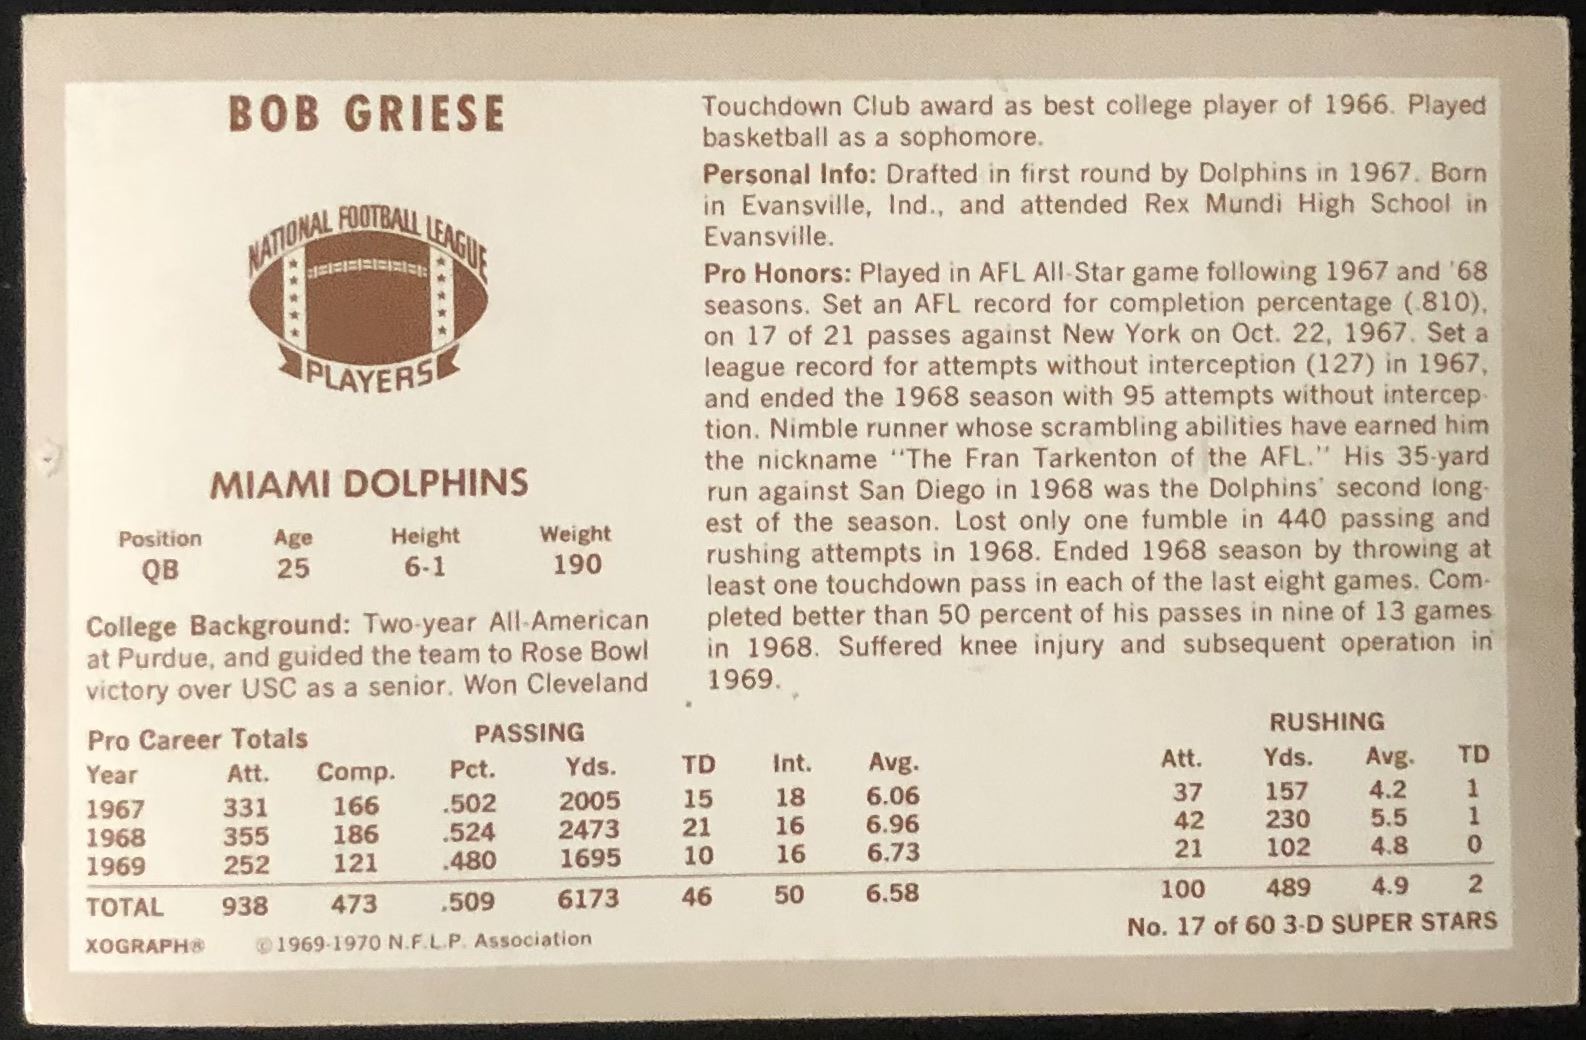 BOB GRIESE
NATIONAL FOOTBALL LEAGUE
PLAYERS
MIAMI DOLPHINS
Position Age Height Weight
QB 25 6-1 190
College Background: Two-year All-American
at Purdue, and guided the team to Rose Bowl
victory over USC as a senior. Won Cleveland
Touchdown Club award as best college player of 1966. Played
basketball as a sophomore.
Personal Info: Drafted in first round by Dolphins in 1967. Born
in Evansville, Ind., and attended Rex Mundi High School in
Evansville.
Pro Honors: Played in AFL All-Star game following 1967 and '68
seasons. Set an AFL record for completion percentage (.810),
on 17 of 21 passes against New York on Oct. 22, 1967. Set a
league record for attempts without interception (127) in 1967,
and ended the 1968 season with 95 attempts without intercep-
tion. Nimble runner whose scrambling abilities have earned him
the nickname "The Fran Tarkenton of the AFL." His 35-yard
run against San Diego in 1968 was the Dolphins' second long-
est of the season. Lost only one fumble in 440 passing and
rushing attempts in 1968. Ended 1968 season by throwing at
least one touchdown pass in each of the last eight games. Com-
pleted better than 50 percent of his passes in nine of 13 games
in 1968. Suffered knee injury and subsequent operation in
1969.
Pro Career Totals PASSING RUSHING
Year Att. Comp. Pct. Yds. TD Int. Avg. Att. Yds. Avg. TD
1967 331 166 .502 2005 15 18 6.06 37 157 4.2 1
1968 355 186 .524 2473 21 16 6.96 42 230 5.5 1
1969 252 121 .480 1695 10 16 6.73 21 102 4.8 0
TOTAL 938 473 .509 6173 46 50 6.58 100 489 4.9 2
XOGRAPH® © 1969-1970 N.F.L.P. Association No. 17 of 60 3-D SUPER STARS